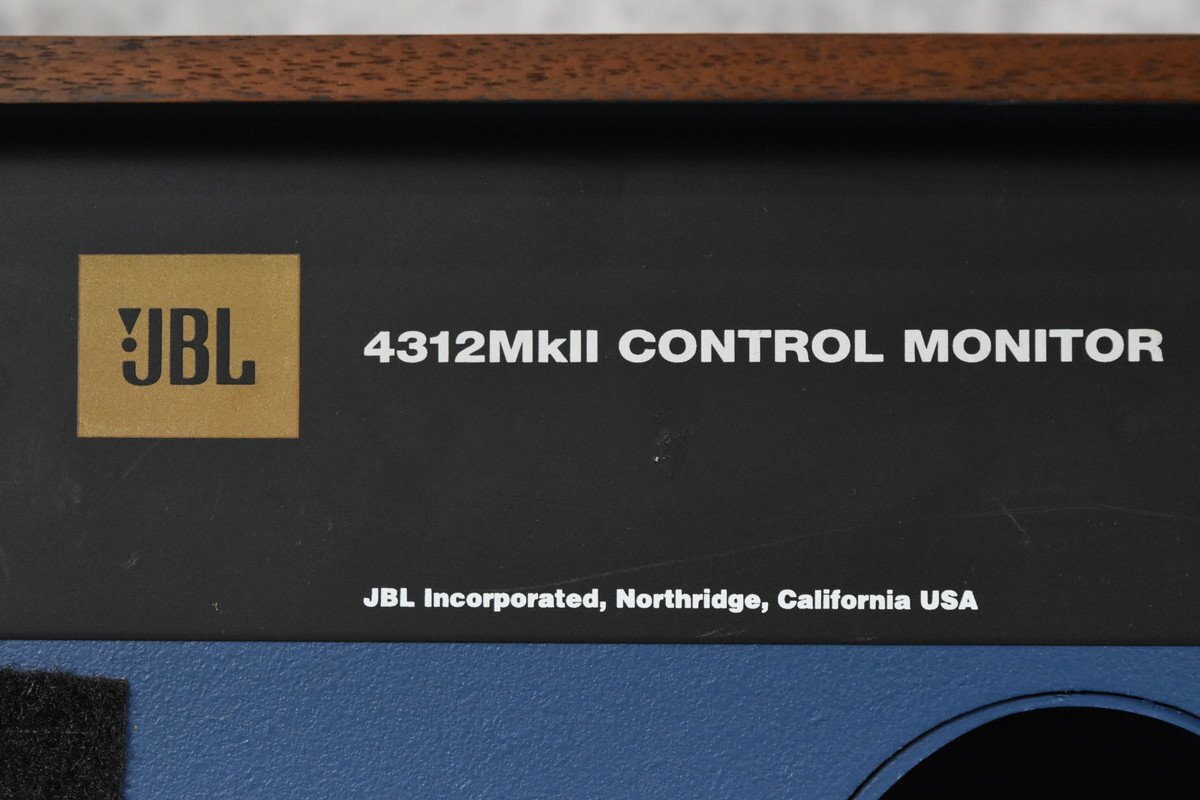 JBL
4312MkII CONTROL MONITOR
JBL Incorporated, Northridge, California USA